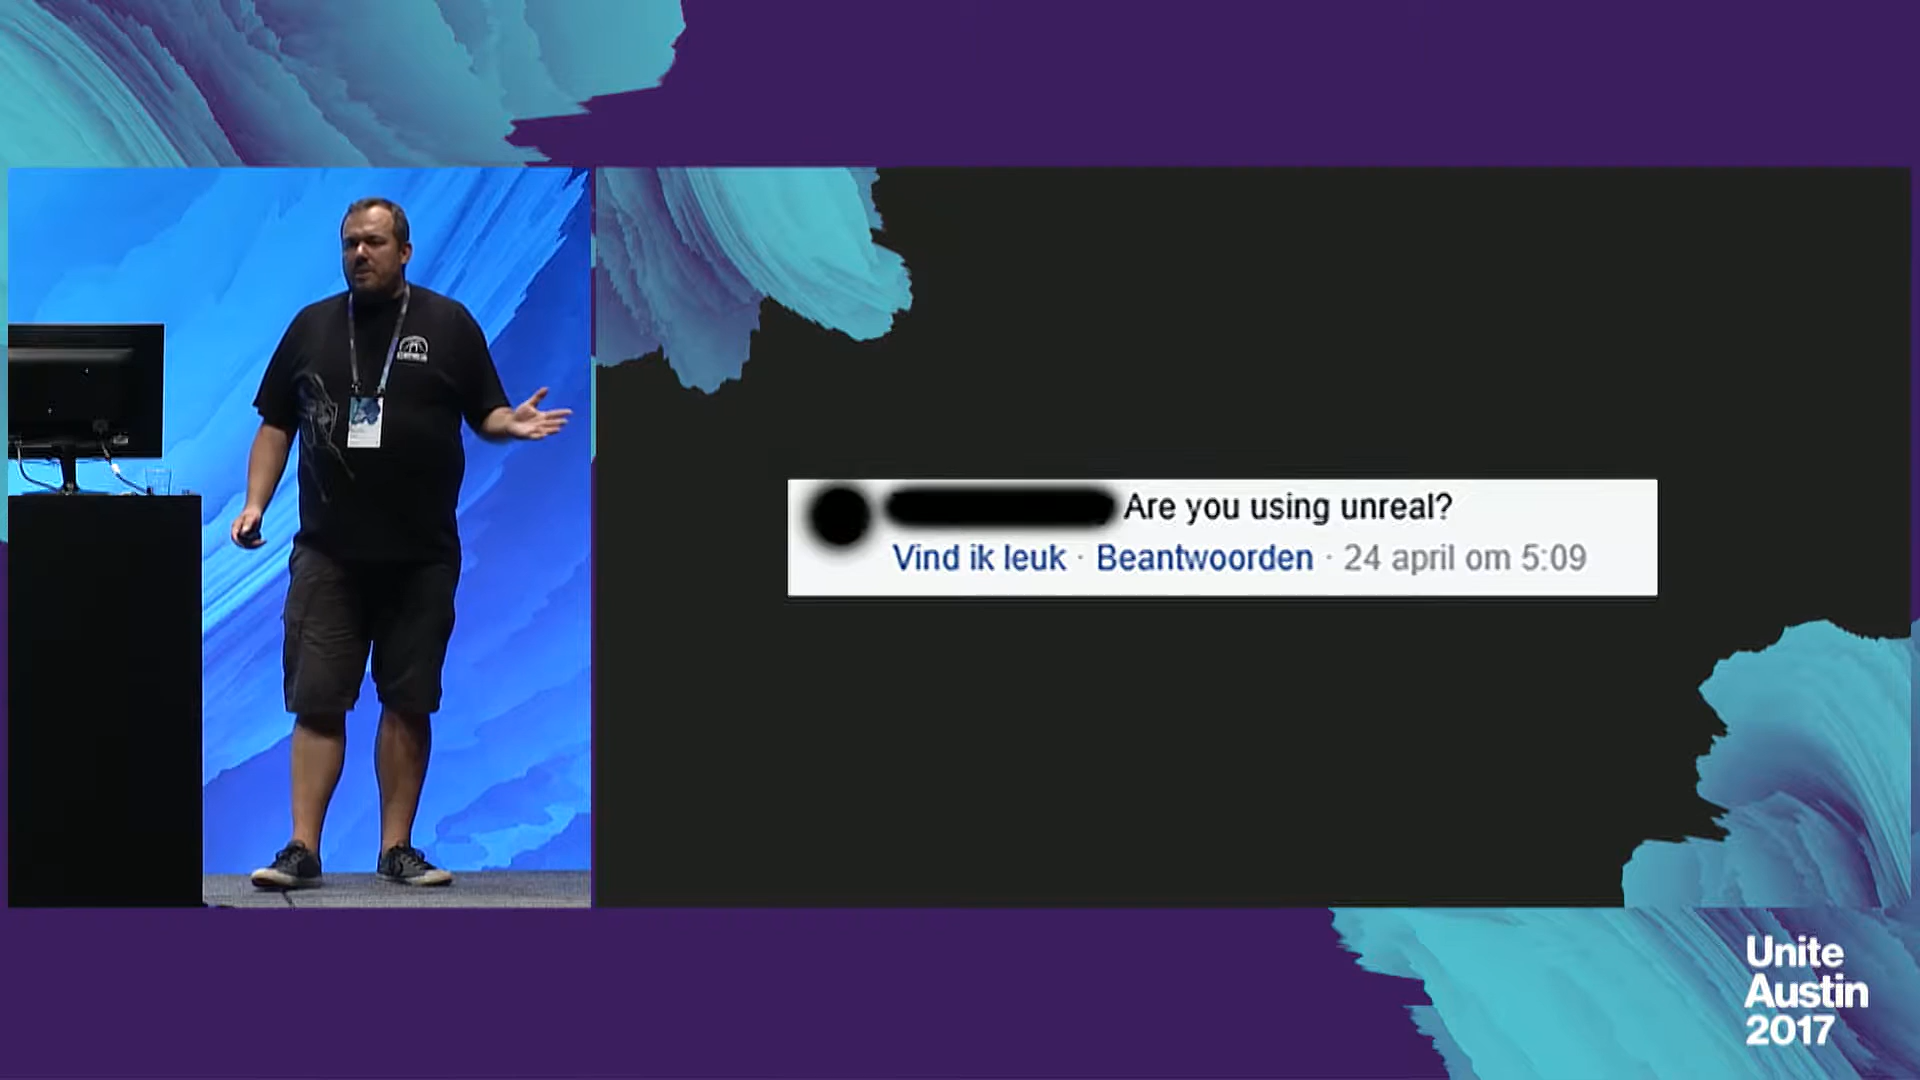 Are you using unreal?
Vind ik leuk · Beantwoorden · 24 april om 5:09
Unite
Austin
2017